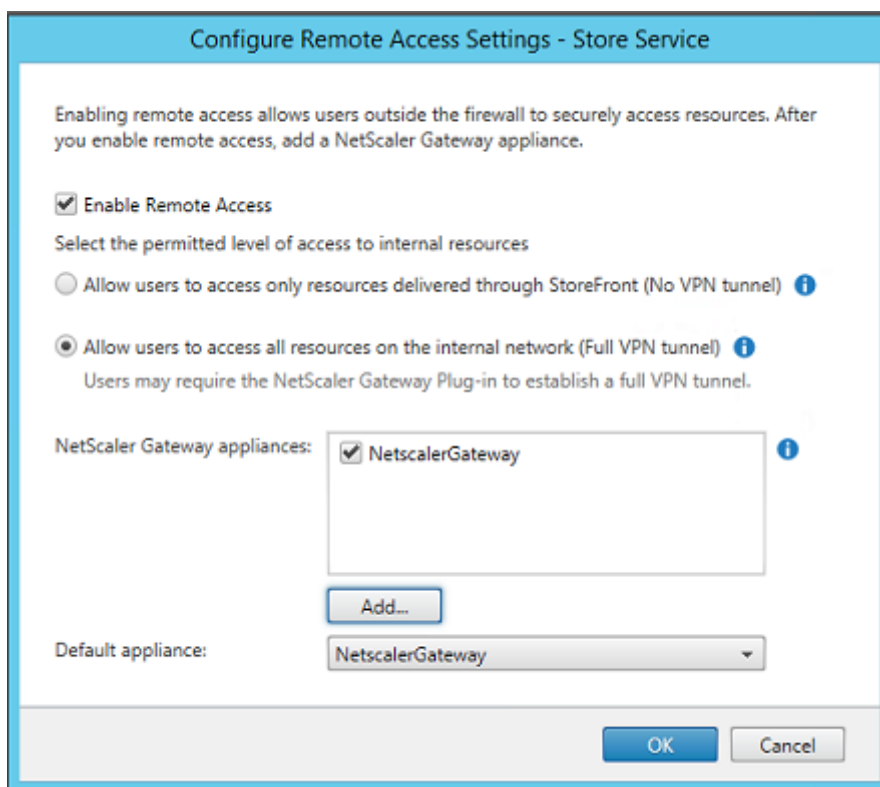 Configure Remote Access Settings - Store Service
Enabling remote access allows users outside the firewall to securely access resources. After
you enable remote access, add a NetScaler Gateway appliance.
Enable Remote Access
Select the permitted level of access to internal resources
Allow users to access only resources delivered through StoreFront (No VPN tunnel)
Allow users to access all resources on the internal network (Full VPN tunnel)
Users may require the NetScaler Gateway Plug-in to establish a full VPN tunnel.
NetScaler Gateway appliances:
NetscalerGateway
Add...
Default appliance:
NetscalerGateway
OK
Cancel